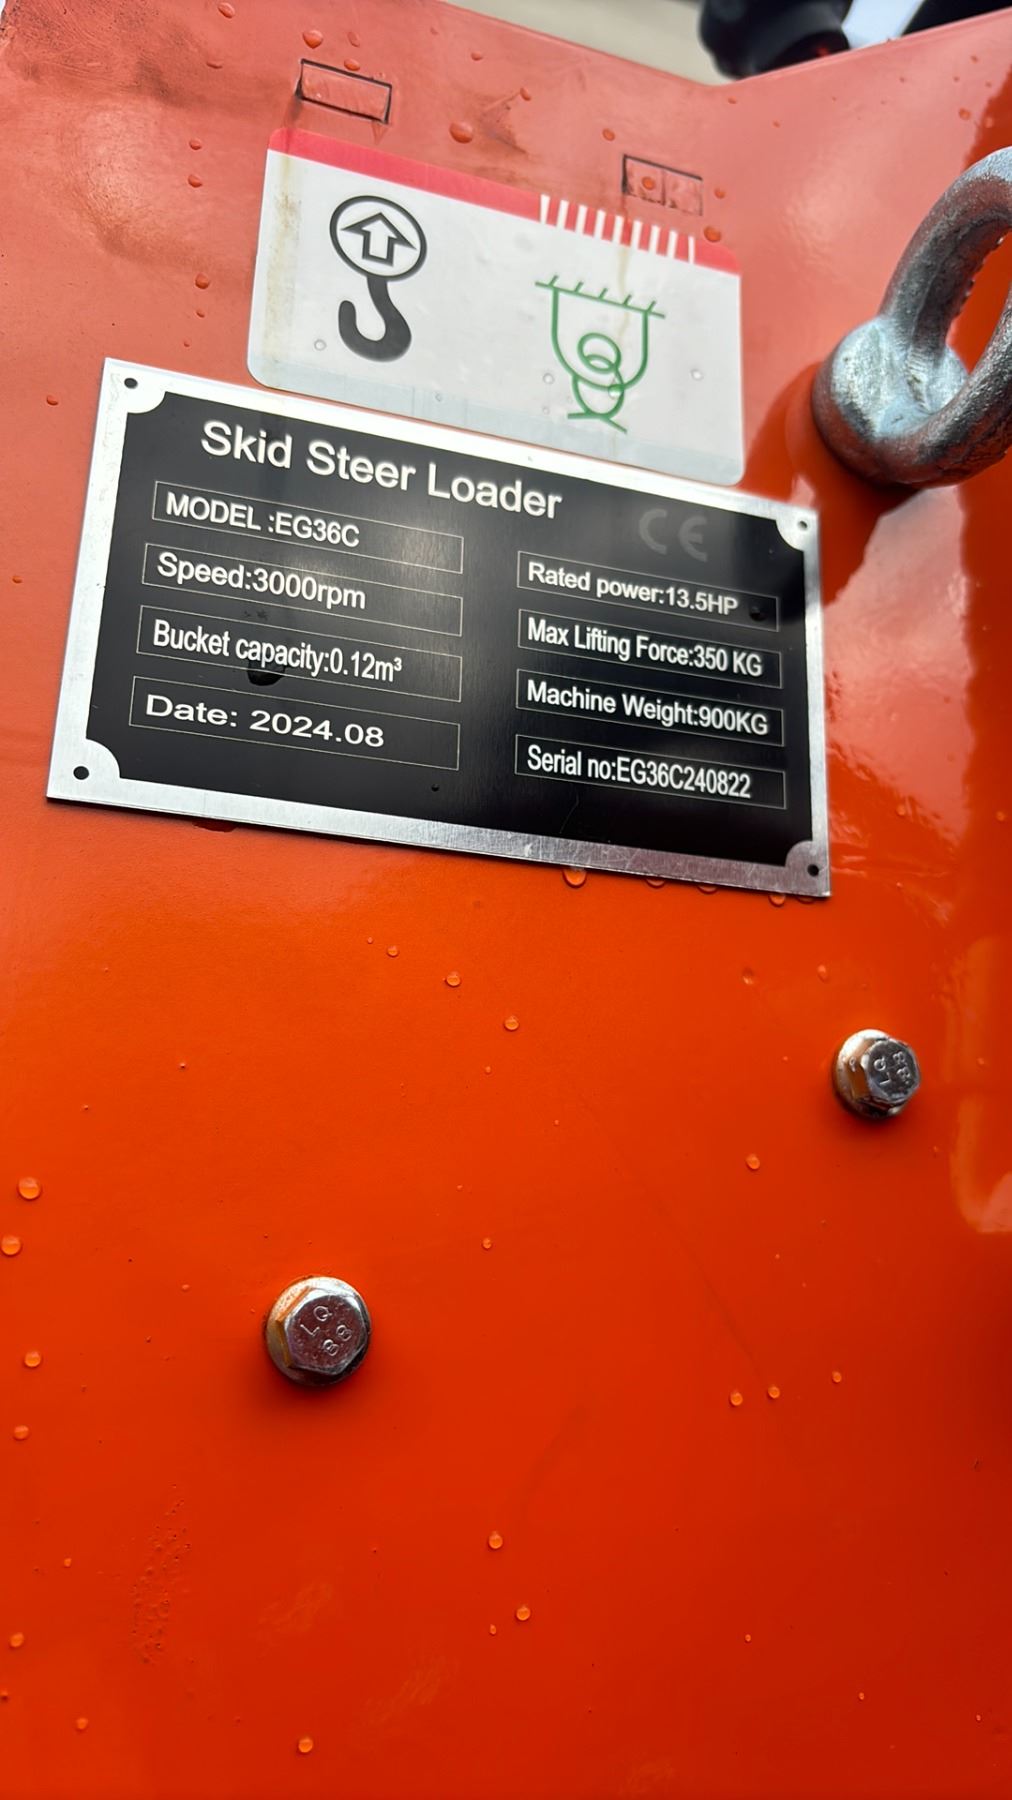 Skid Steer Loader
CE
MODEL :EG36C
Rated power:13.5HP
Speed:3000rpm
Max Lifting Force:350 KG
Bucket capacity:0.12m³
Machine Weight:900KG
Date: 2024.08
Serial no:EG36C240822
LQ
88
LQ
88